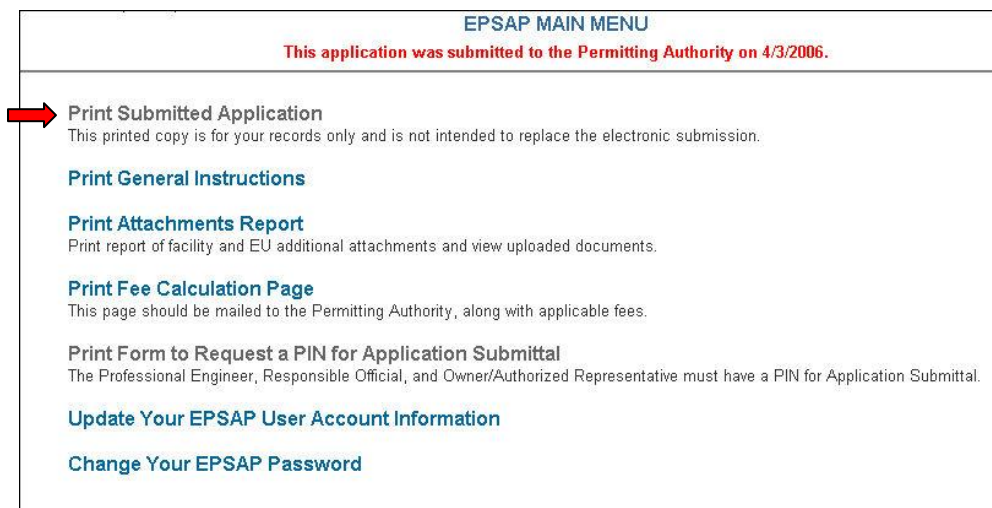 EPSAP MAIN MENU
This application was submitted to the Permitting Authority on 4/3/2006.
Print Submitted Application
This printed copy is for your records only and is not intended to replace the electronic submission.
Print General Instructions
Print Attachments Report
Print report of facility and EU additional attachments and view uploaded documents.
Print Fee Calculation Page
This page should be mailed to the Permitting Authority, along with applicable fees.
Print Form to Request a PIN for Application Submittal
The Professional Engineer, Responsible Official, and Owner/Authorized Representative must have a PIN for Application Submittal.
Update Your EPSAP User Account Information
Change Your EPSAP Password